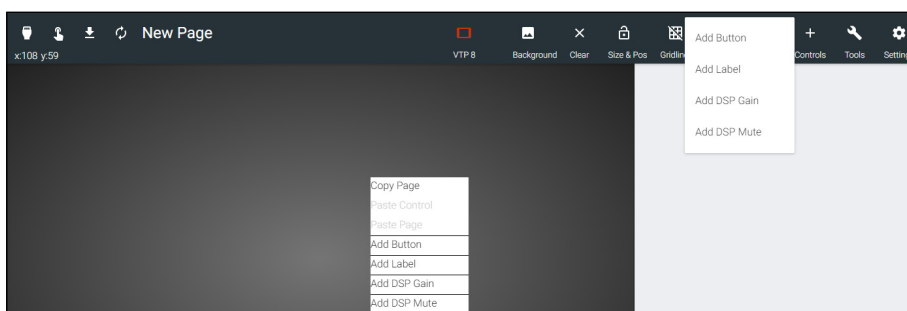 New Page
x:108 y:59
VTP 8
Background
Clear
Size & Pos
Gridlin
Controls
Tools
Setting
Add Button
Add Label
Add DSP Gain
Add DSP Mute
Copy Page
Paste Control
Paste Page
Add Button
Add Label
Add DSP Gain
Add DSP Mute